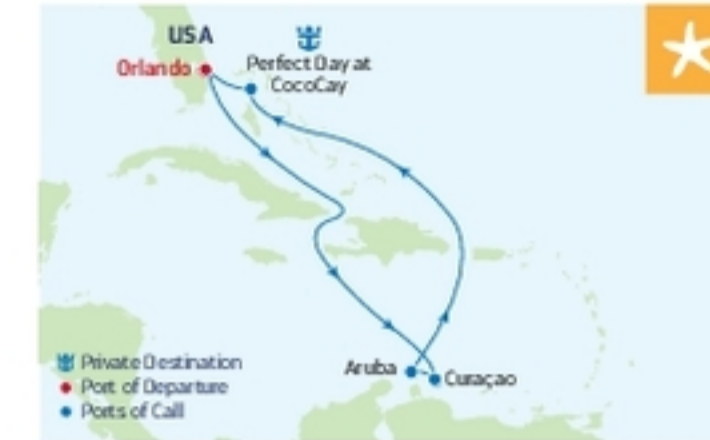 USA
Orlando
Perfect Day at
CocoCay
Aruba
Curaçao
Private Destination
Port of Departure
Ports of Call